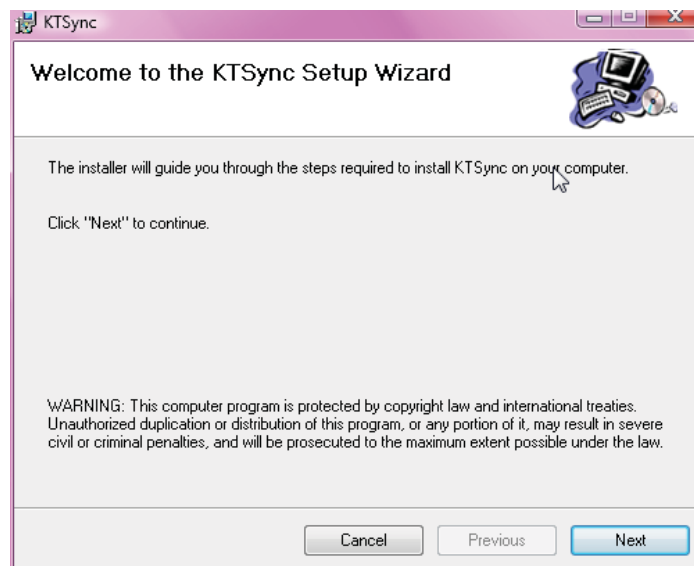 KTSync
Welcome to the KTSync Setup Wizard
The installer will guide you through the steps required to install KTSync on your computer.
Click "Next" to continue.
WARNING: This computer program is protected by copyright law and international treaties.
Unauthorized duplication or distribution of this program, or any portion of it, may result in severe
civil or criminal penalties, and will be prosecuted to the maximum extent possible under the law.
Cancel
Previous
Next